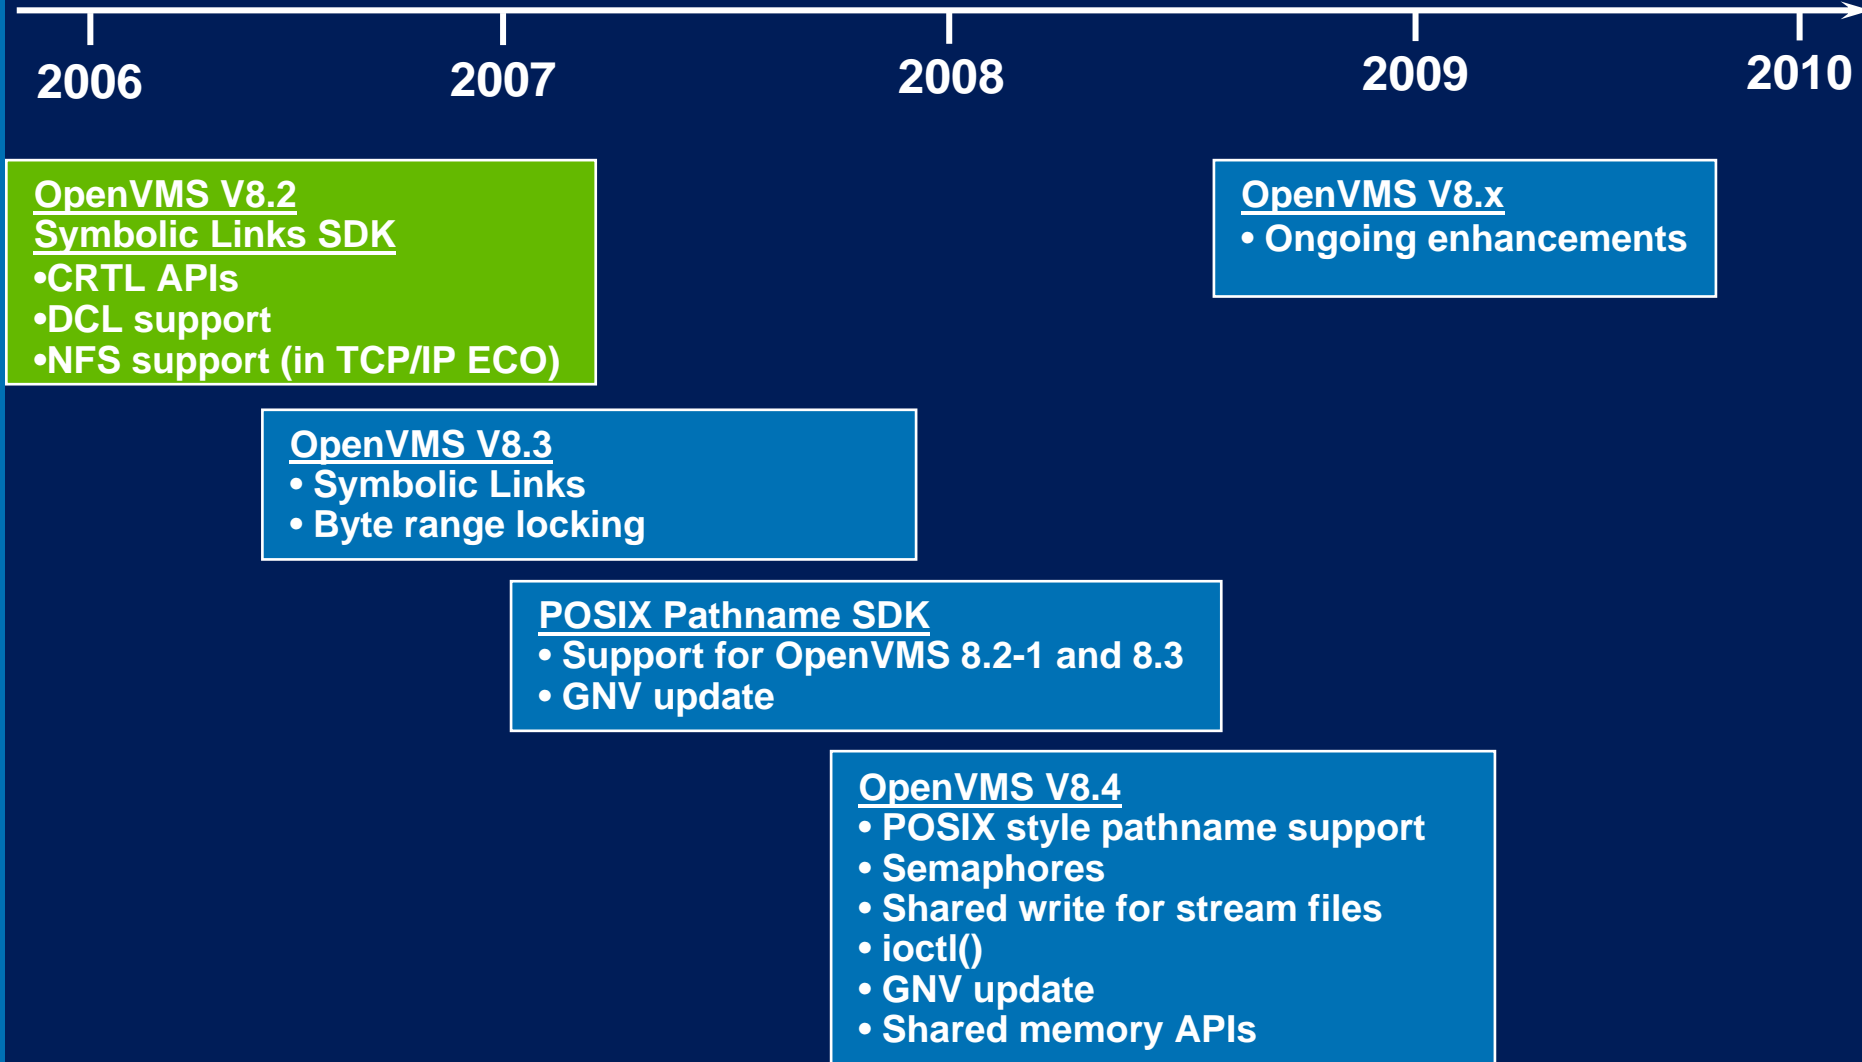 2006 2007 2008 2009 2010
OpenVMS V8.2
Symbolic Links SDK
•CRTL APIs
•DCL support
•NFS support (in TCP/IP ECO)
OpenVMS V8.x
• Ongoing enhancements
OpenVMS V8.3
• Symbolic Links
• Byte range locking
POSIX Pathname SDK
• Support for OpenVMS 8.2-1 and 8.3
• GNV update
OpenVMS V8.4
• POSIX style pathname support
• Semaphores
• Shared write for stream files
• ioctl()
• GNV update
• Shared memory APIs